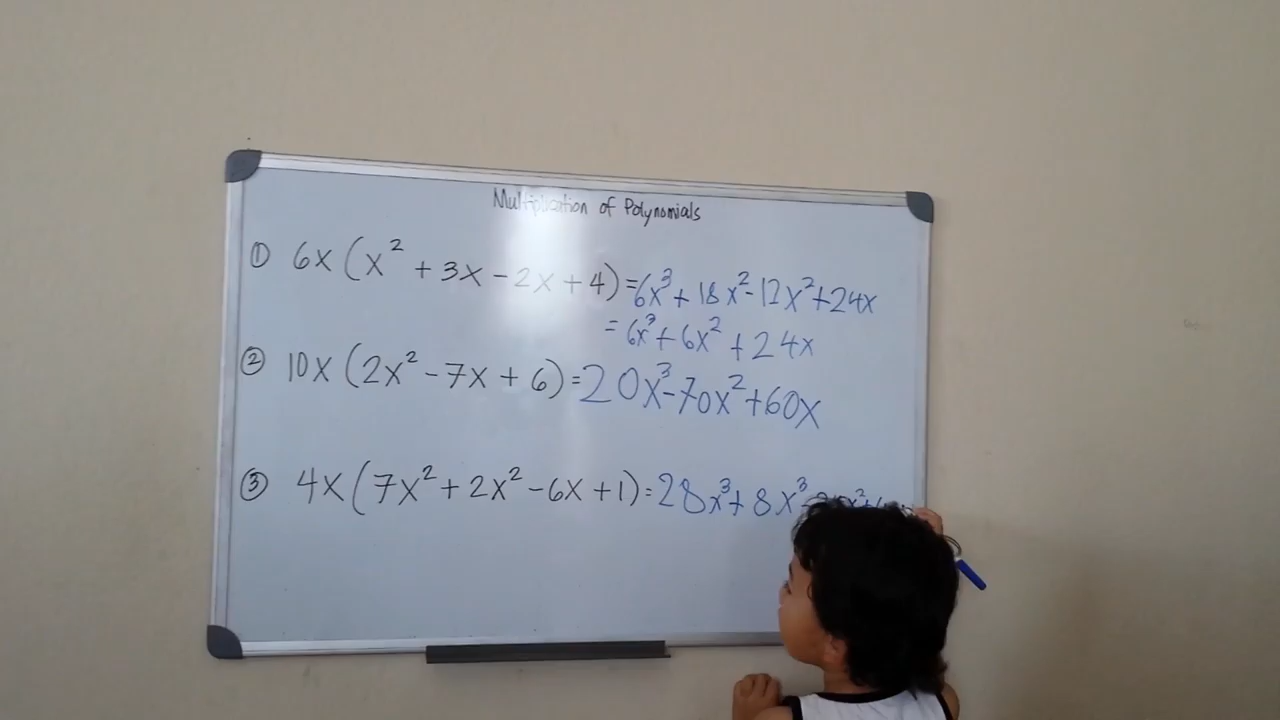 Multiplication of Polynomials
① 6x (x² + 3x - 2x + 4) = 6x³ + 18x² - 12x² + 24x
= 6x³ + 6x² + 24x
② 10x (2x² - 7x + 6) = 20x³ - 70x² + 60x
③ 4x (7x² + 2x² - 6x + 1) = 28x³ + 8x³